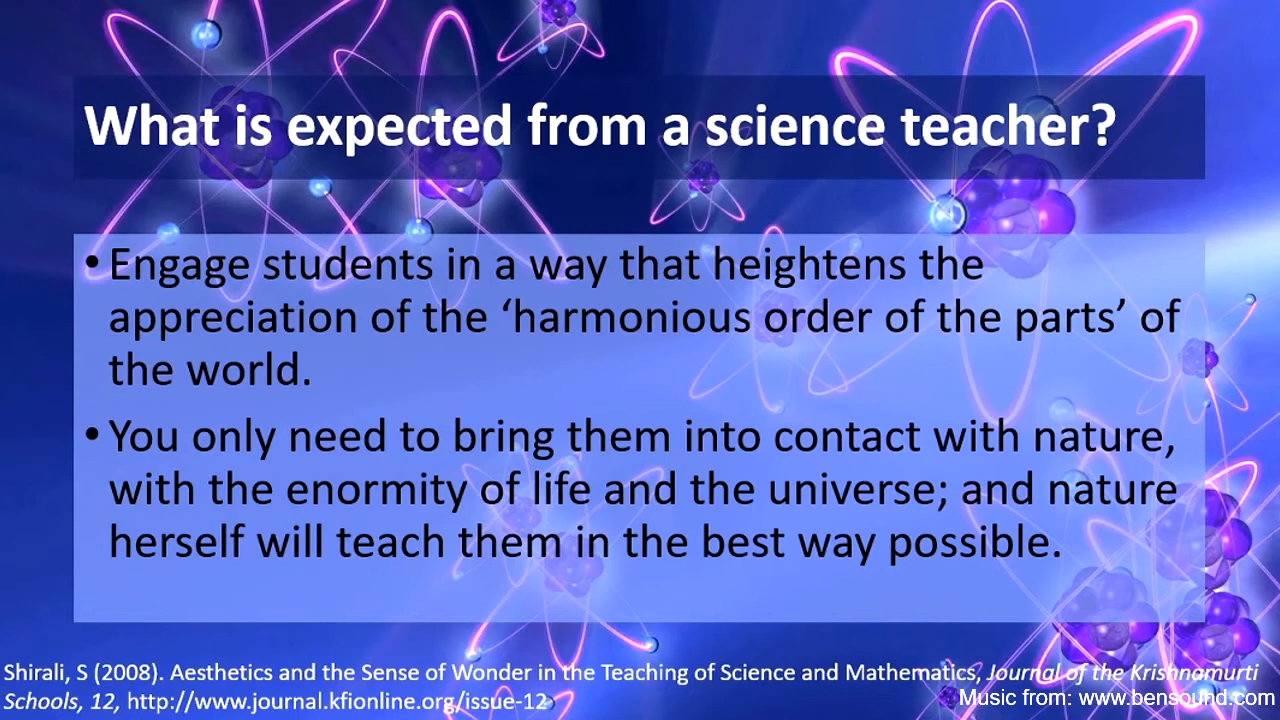 What is expected from a science teacher?
• Engage students in a way that heightens the
appreciation of the ‘harmonious order of the parts’ of
the world.
• You only need to bring them into contact with nature,
with the enormity of life and the universe; and nature
herself will teach them in the best way possible.
Shirali, S (2008). Aesthetics and the Sense of Wonder in the Teaching of Science and Mathematics, Journal of the Krishnamurti
Schools, 12, http://www.journal.kfionline.org/issue-12
Music from: www.bensound.com